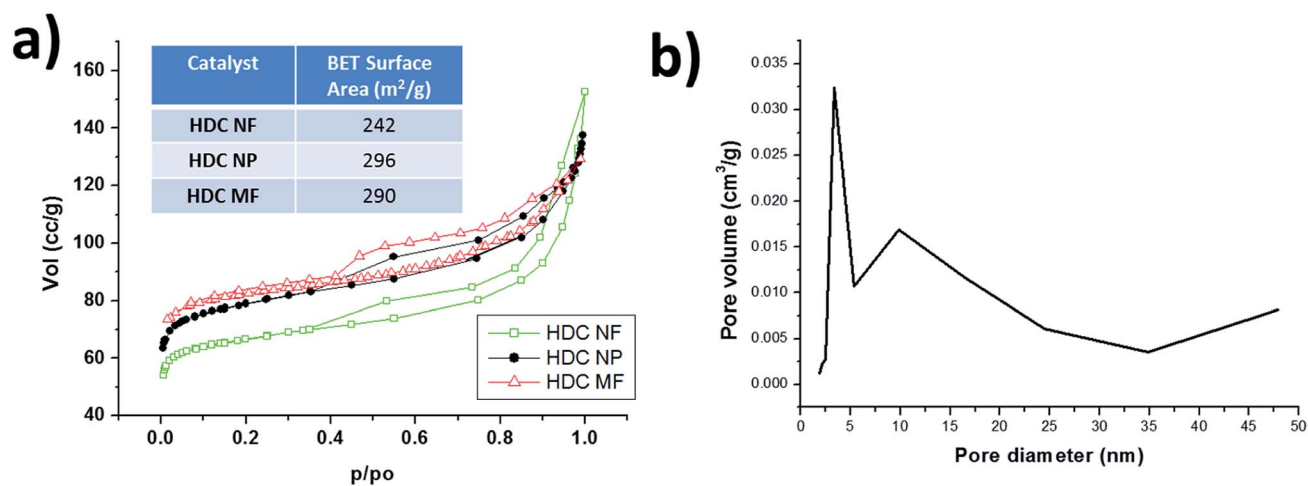 a)
Catalyst BET Surface
Area (m²/g)
HDC NF 242
HDC NP 296
HDC MF 290
Vol (cc/g)
160
140
120
100
80
60
40
HDC NF
HDC NP
HDC MF
0.0 0.2 0.4 0.6 0.8 1.0
p/po
b)
Pore volume (cm³/g)
0.035
0.030
0.025
0.020
0.015
0.010
0.005
0.000
0 5 10 15 20 25 30 35 40 45 50
Pore diameter (nm)